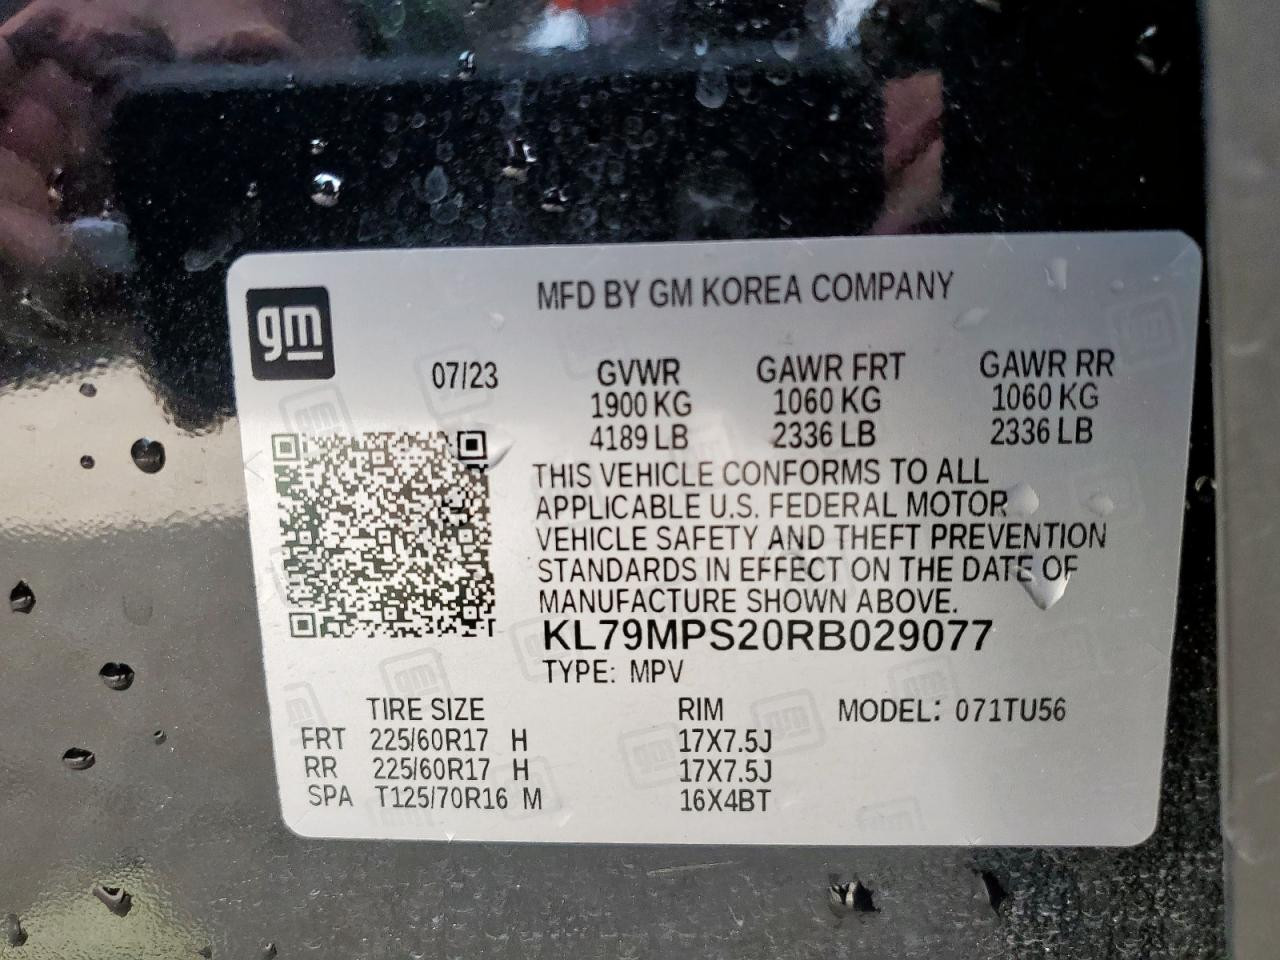 gm
MFD BY GM KOREA COMPANY
07/23 GVWR GAWR FRT GAWR RR
1900 KG 1060 KG 1060 KG
4189 LB 2336 LB 2336 LB
THIS VEHICLE CONFORMS TO ALL
APPLICABLE U.S. FEDERAL MOTOR
VEHICLE SAFETY AND THEFT PREVENTION
STANDARDS IN EFFECT ON THE DATE OF
MANUFACTURE SHOWN ABOVE.
KL79MPS20RB029077
TYPE: MPV
TIRE SIZE RIM MODEL: 071TU56
FRT 225/60R17 H 17X7.5J
RR 225/60R17 H 17X7.5J
SPA T125/70R16 M 16X4BT